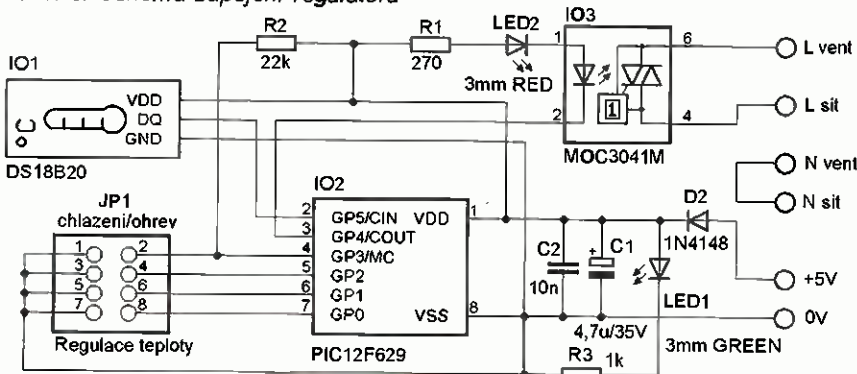 IO1
VDD
DQ
GND
DS18B20
R2
22k
R1
270
LED2
3mm RED
IO3
1
2
6
4
1
MOC3041M
L vent
L sit
N vent
N sit
JP1
chlazeni/ohrev
1 2
3 4
5 6
7 8
Regulace teploty
IO2
2 GP5/CIN VDD 1
3 GP4/COUT
4 GP3/MC
5 GP2
6 GP1
7 GP0 VSS 8
PIC12F629
C2
10n
+
C1
4,7u/35V
D2
1N4148
LED1
3mm GREEN
R3 1k
+5V
0V